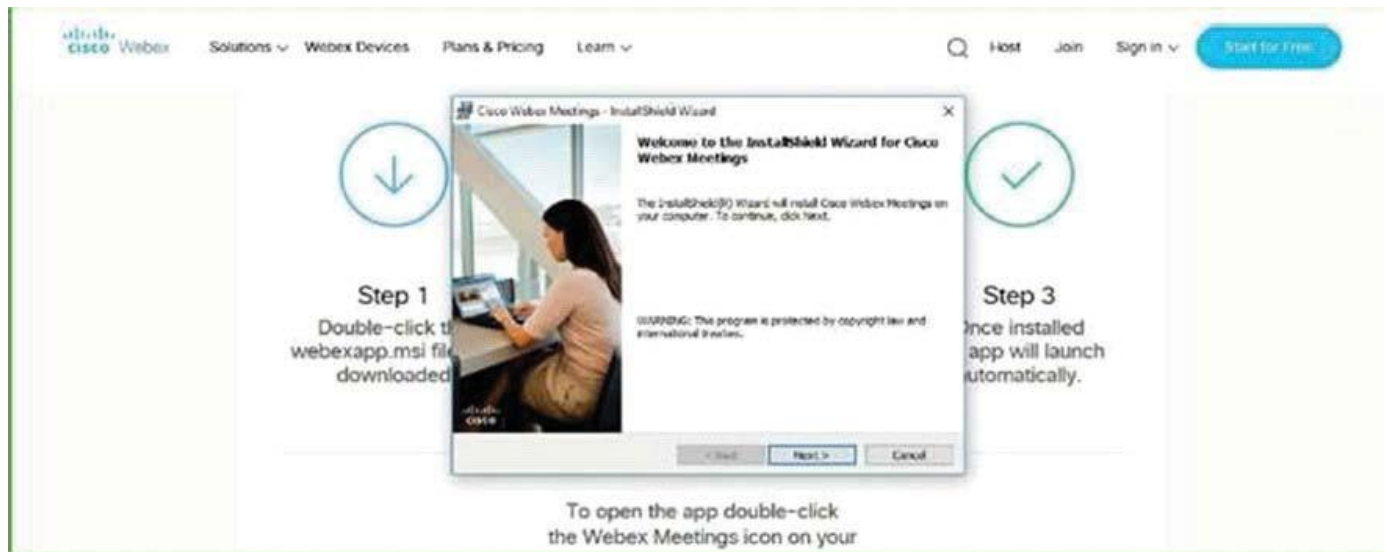 cisco Webex Solutions Webex Devices Plans & Pricing Learn Host Join Sign in Start for Free
Cisco Webex Meetings - InstallShield Wizard
Welcome to the InstallShield Wizard for Cisco
Webex Meetings
The InstallShield(R) Wizard will install Cisco Webex Meetings on
your computer. To continue, click Next.
WARNING: This program is protected by copyright law and
international treaties.
cisco
< Back Next > Cancel
Step 1
Double-click
webexapp.msi
downloaded
Step 3
installed
app will launch
automatically.
To open the app double-click
the Webex Meetings icon on your